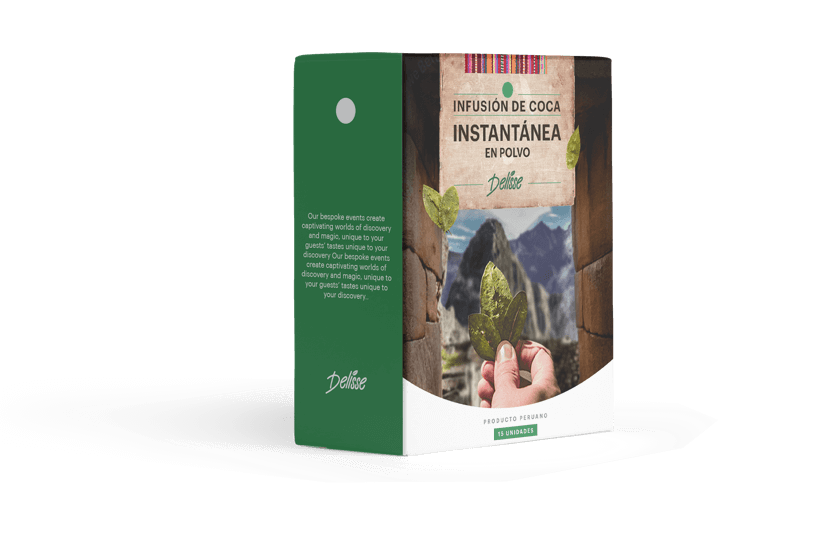 Our bespoke events create
captivating worlds of discovery
and magic, unique to your
guests' tastes unique to your
discovery Our bespoke events
create captivating worlds of
discovery and magic, unique to
your guests' tastes unique to
your discovery.
Delisse
INFUSIÓN DE COCA
INSTANTÁNEA
EN POLVO
Delisse
PRODUCTO PERUANO
15 UNIDADES